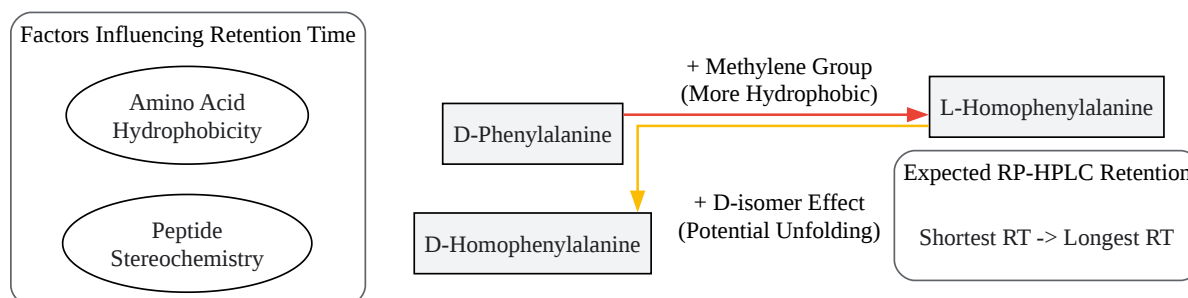 Factors Influencing Retention Time
Amino Acid
Hydrophobicity
Peptide
Stereochemistry
+ Methylene Group
(More Hydrophobic)
D-Phenylalanine
L-Homophenylalanine
D-Homophenylalanine
+ D-isomer Effect
(Potential Unfolding)
Expected RP-HPLC Retention
Shortest RT -> Longest RT